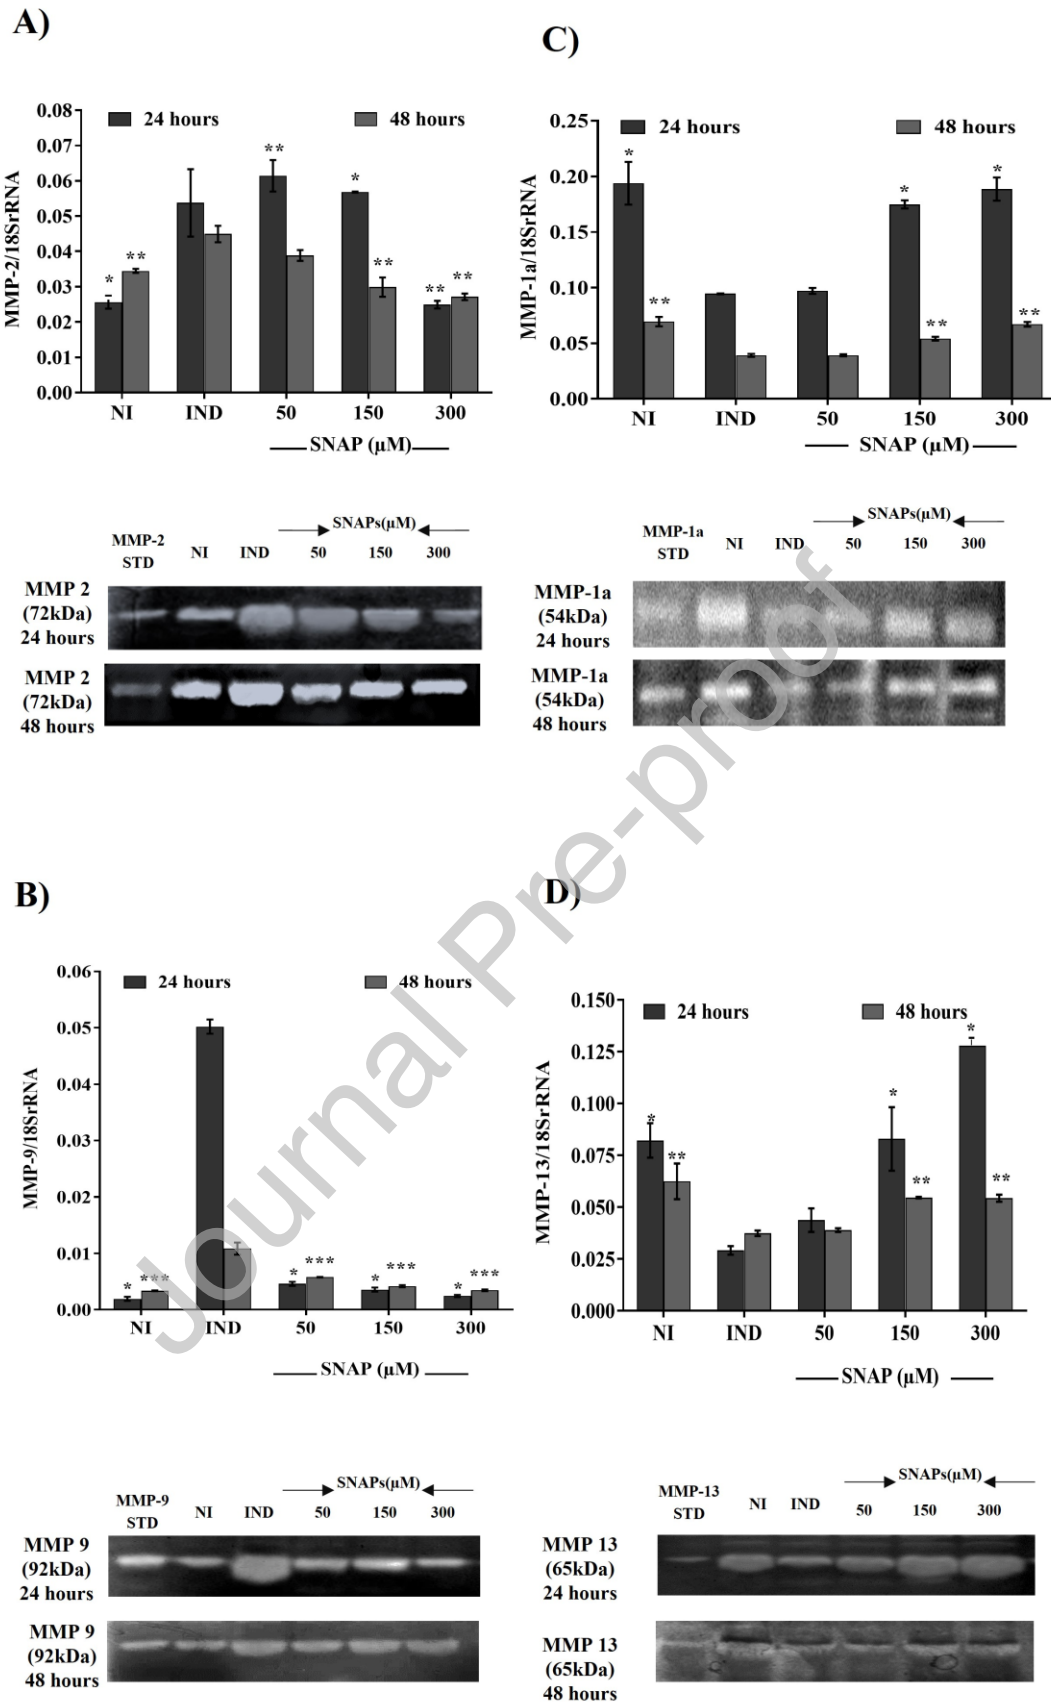 A)
0.08
0.07
0.06
0.05
0.04
0.03
0.02
0.01
0.00
MMP-2/18SrRNA
24 hours
48 hours
*
**
**
*
**
**
**
NI
IND
50
150
300
SNAP (µM)
MMP-2
STD
NI
IND
SNAPs(µM)
50
150
300
MMP 2
(72kDa)
24 hours
MMP 2
(72kDa)
48 hours
C)
0.25
0.20
0.15
0.10
0.05
0.00
MMP-1a/18SrRNA
24 hours
48 hours
*
**
*
**
*
**
NI
IND
50
150
300
SNAP (µM)
MMP-1a
STD
NI
IND
SNAPs(µM)
50
150
300
MMP-1a
(54kDa)
24 hours
MMP-1a
(54kDa)
48 hours
B)
0.06
0.05
0.04
0.03
0.02
0.01
0.00
MMP-9/18SrRNA
24 hours
48 hours
*
***
*
***
*
***
*
***
NI
IND
50
150
300
SNAP (µM)
MMP-9
STD
NI
IND
SNAPs(µM)
50
150
300
MMP 9
(92kDa)
24 hours
MMP 9
(92kDa)
48 hours
D)
0.150
0.125
0.100
0.075
0.050
0.025
0.000
MMP-13/18SrRNA
24 hours
48 hours
*
**
*
**
*
**
NI
IND
50
150
300
SNAP (µM)
MMP-13
STD
NI
IND
SNAPs(µM)
50
150
300
MMP 13
(65kDa)
24 hours
MMP 13
(65kDa)
48 hours
Journal Pre-proof